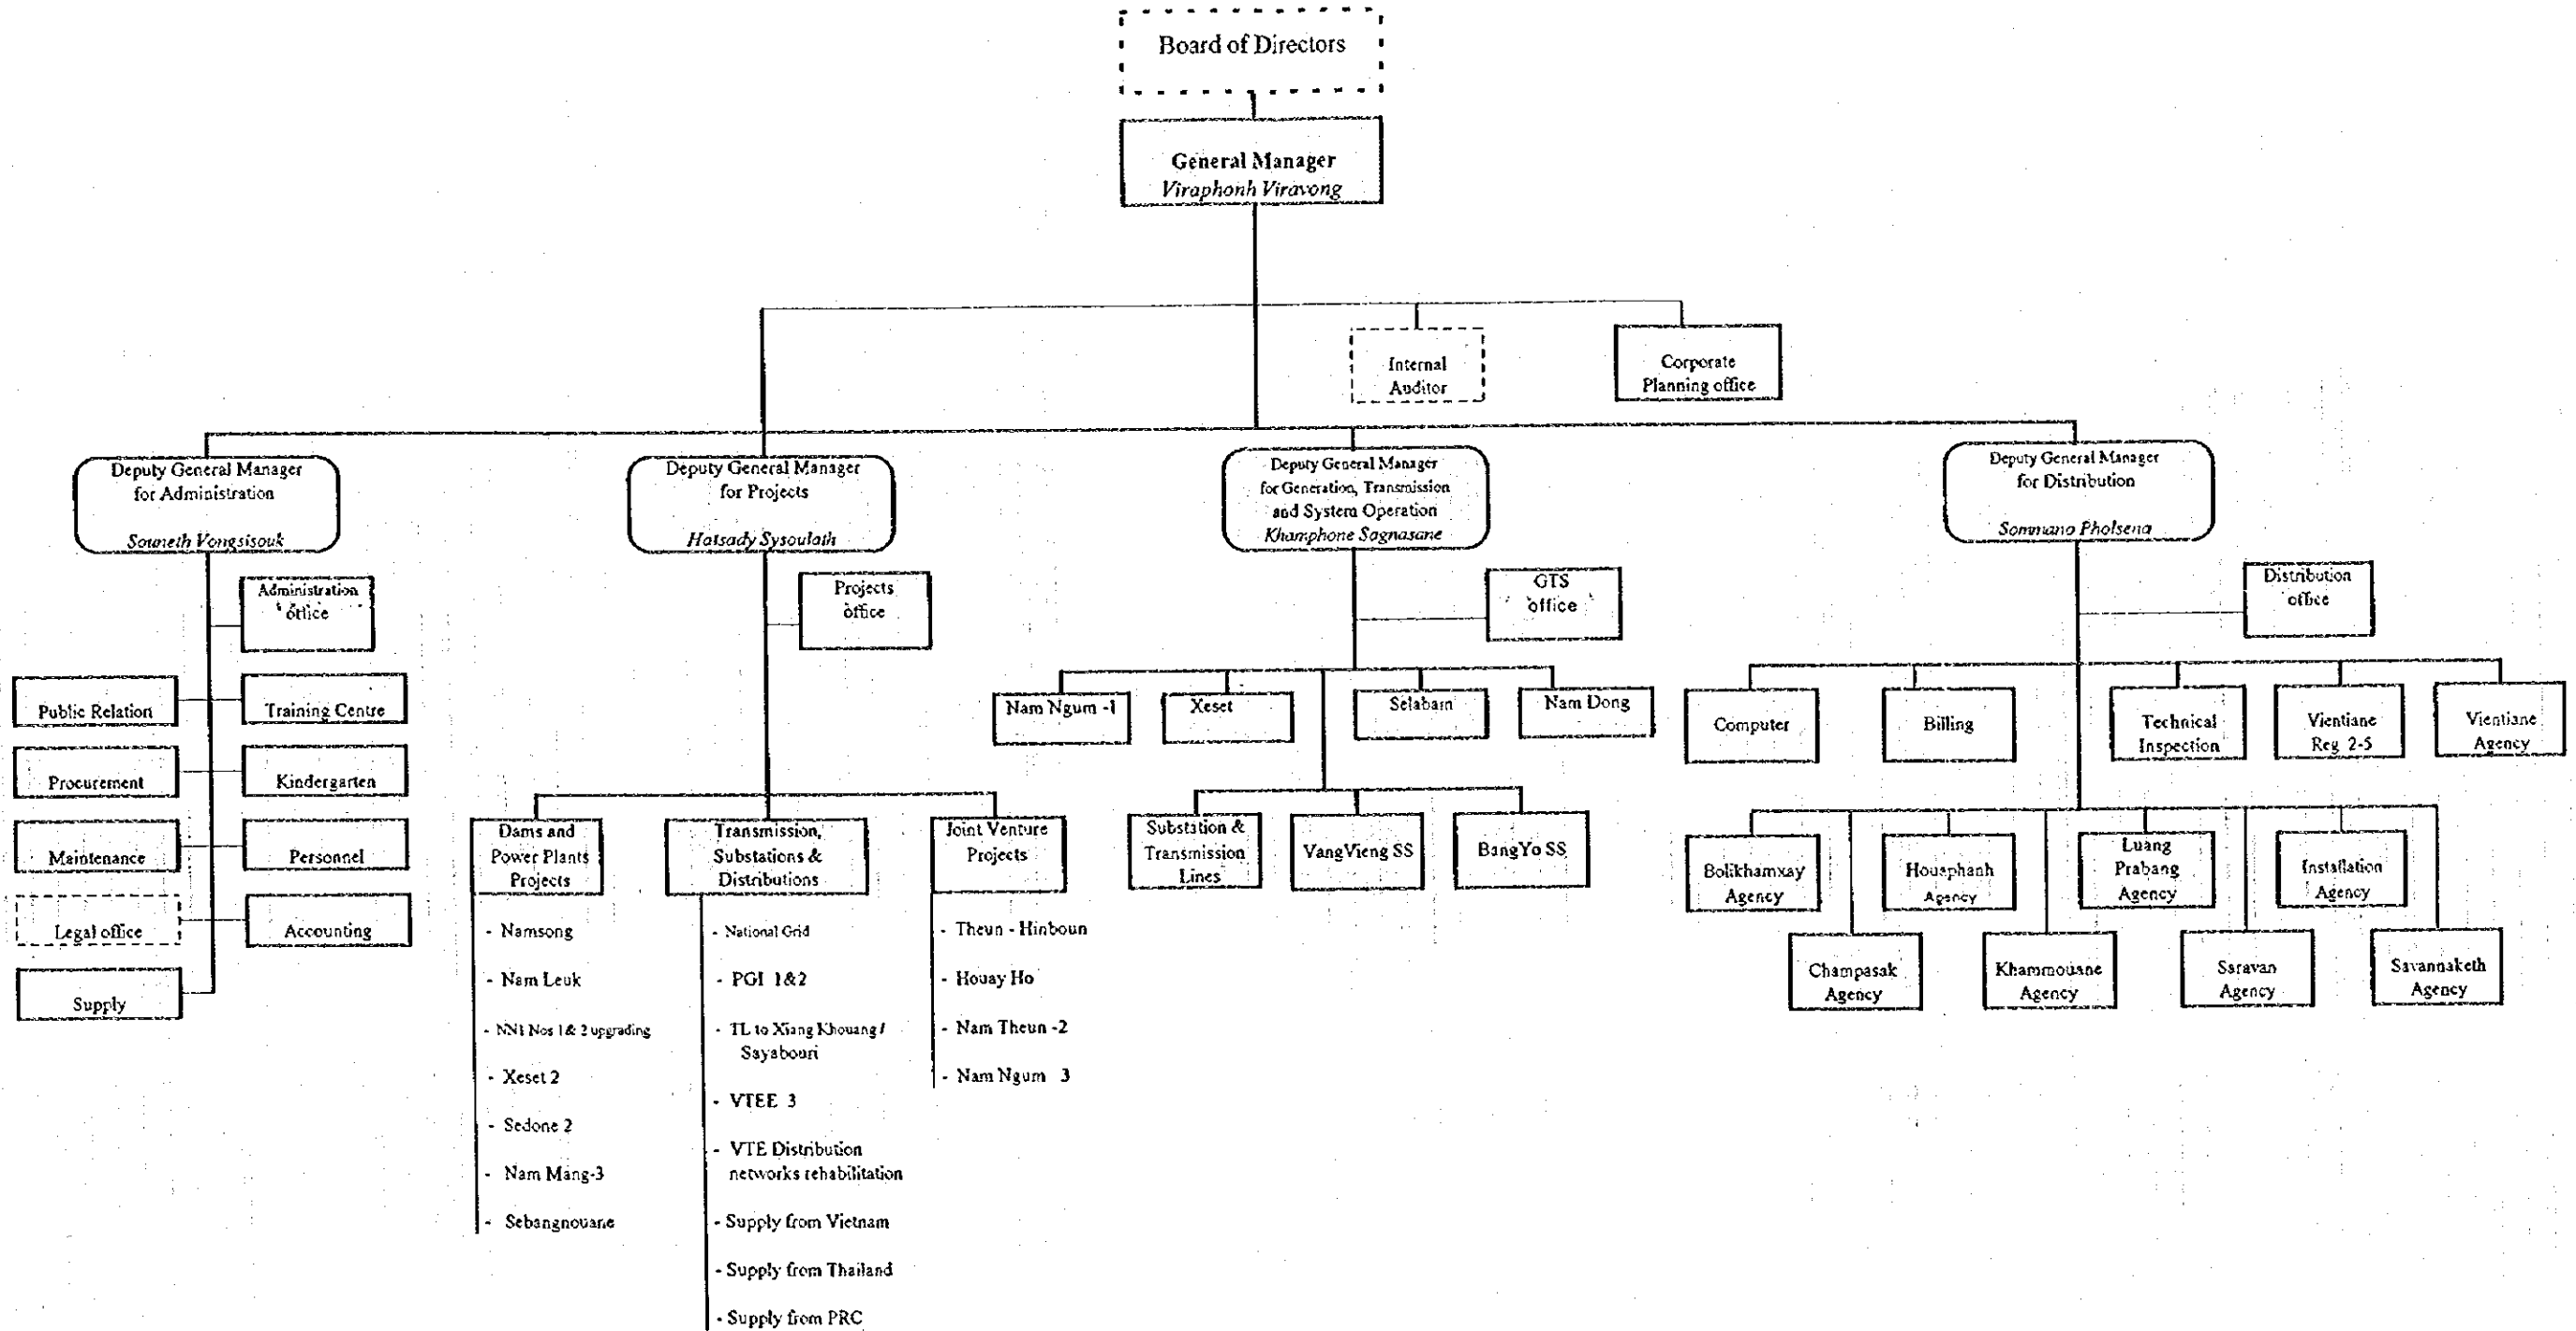 Board of Directors
General Manager
Viraphonh Viravong
Internal
Auditor
Corporate
Planning office
Deputy General Manager
for Administration
Souneth Vongsisouk
Deputy General Manager
for Projects
Hatsady Sysoulath
Deputy General Manager
for Generation, Transmission
and System Operation
Khamphone Sagnasane
Deputy General Manager
for Distribution
Sommano Pholsena
Administration
office
Projects
office
GTS
office
Distribution
office
Public Relation
Training Centre
Procurement
Kindergarten
Maintenance
Personnel
Legal office
Accounting
Supply
Dams and
Power Plants
Projects
- Namsong
- Nam Leuk
- NN1 Nos 1& 2 upgrading
- Xeset 2
- Sedone 2
- Nam Mang-3
- Sebangnouane
Transmission,
Substations &
Distributions
- National Grid
- PGI 1&2
- TL to Xiang Khouang /
Sayabouri
- VTEE 3
- VTE Distribution
networks rehabilitation
- Supply from Vietnam
- Supply from Thailand
- Supply from PRC
Joint Venture
Projects
- Theun - Hinboun
- Houay Ho
- Nam Theun -2
- Nam Ngum 3
Nam Ngum -1
Xeset
Selabam
Nam Dong
Substation &
Transmission
Lines
VangVieng SS
BangYo SS
Computer
Billing
Technical
Inspection
Vientiane
Reg 2-5
Vientiane
Agency
Bolikhamxay
Agency
Houaphanh
Agency
Luang
Prabang
Agency
Installation
Agency
Champasak
Agency
Khammouane
Agency
Saravan
Agency
Savannaketh
Agency